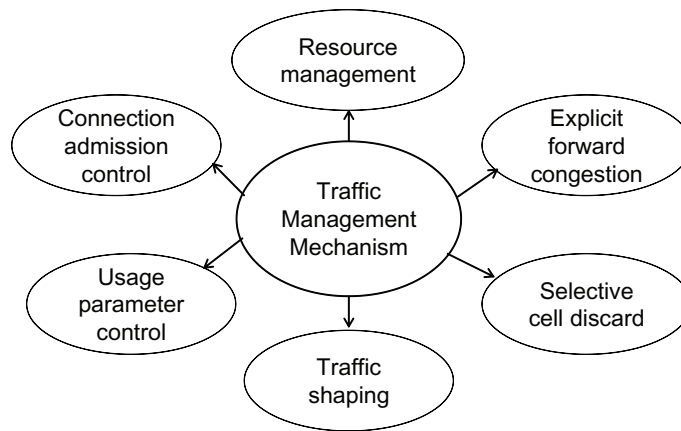 Resource
management
Connection
admission
control
Explicit
forward
congestion
Traffic
Management
Mechanism
Usage
parameter
control
Selective
cell discard
Traffic
shaping